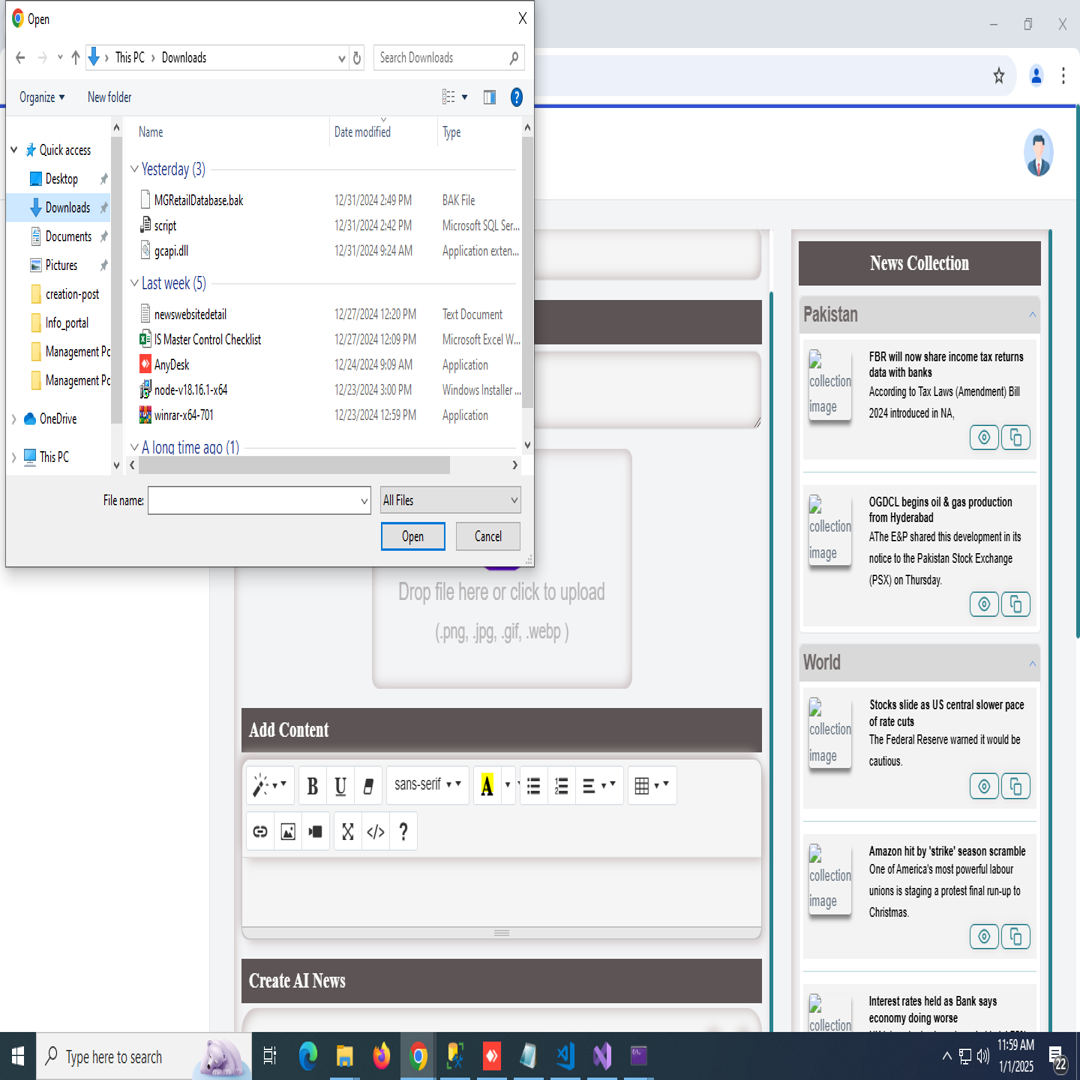 Open
This PC
Downloads
Search Downloads
Organize
New folder
Quick access
Desktop
Downloads
Documents
Pictures
creation-post
Info_portal
Management Pc
Management Pc
OneDrive
This PC
Name Date modified Type
Yesterday (3)
MGRetailDatabase.bak 12/31/2024 2:49 PM BAK File
script 12/31/2024 2:42 PM Microsoft SQL Ser...
gcapi.dll 12/31/2024 9:24 AM Application exten...
Last week (5)
newswebsitedetail 12/27/2024 12:20 PM Text Document
IS Master Control Checklist 12/27/2024 12:09 PM Microsoft Excel W...
AnyDesk 12/24/2024 9:09 AM Application
node-v18.16.1-x64 12/23/2024 3:00 PM Windows Installer ...
winrar-x64-701 12/23/2024 12:59 PM Application
A long time ago (1)
File name:
All Files
Open
Cancel
Drop file here or click to upload
(.png, .jpg, .gif, .webp )
Add Content
B U sans-serif A
</> ?
Create AI News
News Collection
Pakistan
collection
image
FBR will now share income tax returns
data with banks
According to Tax Laws (Amendment) Bill
2024 introduced in NA,
collection
image
OGDCL begins oil & gas production
from Hyderabad
AThe E&P shared this development in its
notice to the Pakistan Stock Exchange
(PSX) on Thursday.
World
collection
image
Stocks slide as US central slower pace
of rate cuts
The Federal Reserve warned it would be
cautious.
collection
image
Amazon hit by 'strike' season scramble
One of America's most powerful labour
unions is staging a protest final run-up to
Christmas.
collection
Interest rates held as Bank says
economy doing worse
Type here to search
11:59 AM
1/1/2025
22